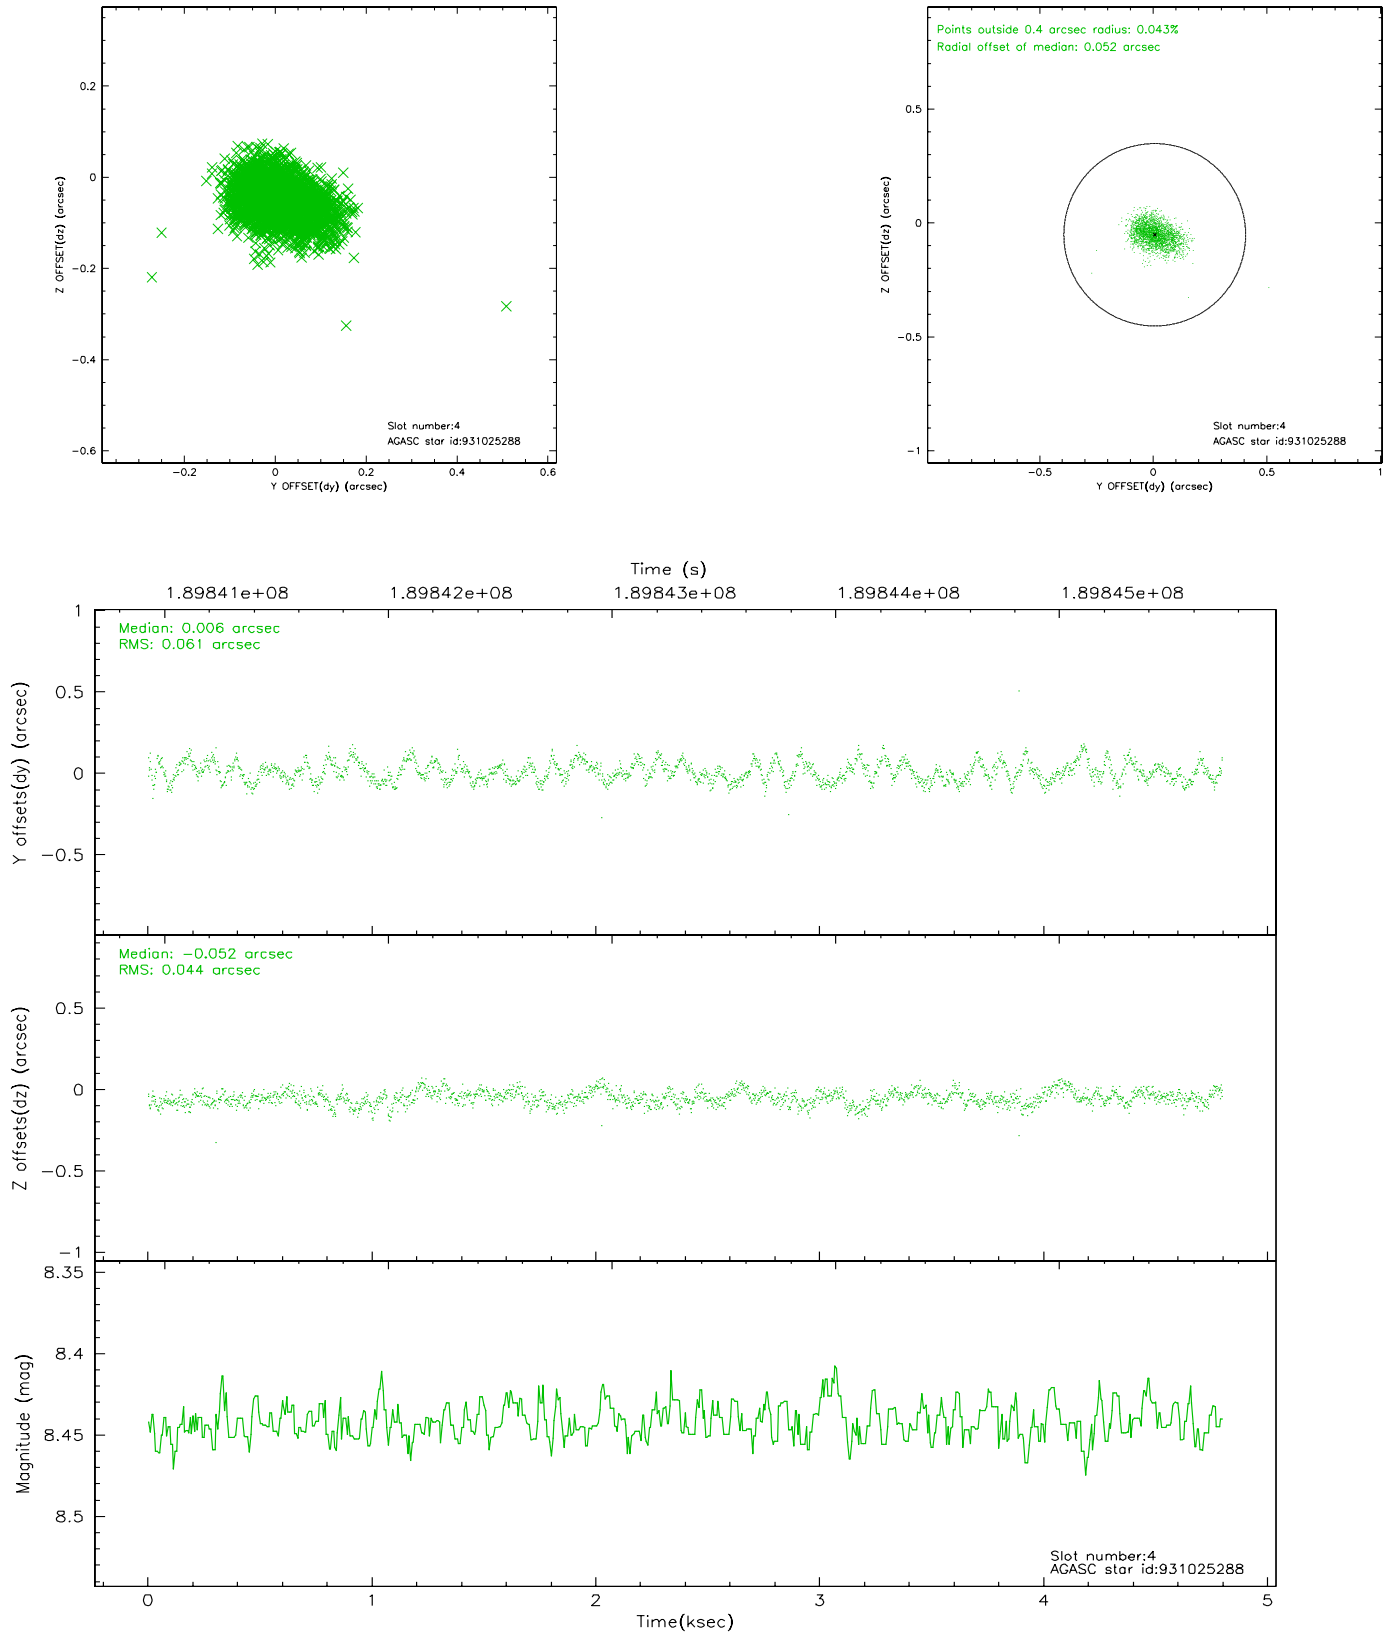 0.2
0
−0.2
−0.4
−0.6
Z OFFSET(dz) (arcsec)
−0.2 0 0.2 0.4 0.6
Y OFFSET(dy) (arcsec)
Slot number:4
AGASC star id:931025288
Points outside 0.4 arcsec radius: 0.043%
Radial offset of median: 0.052 arcsec
0.5
0
−0.5
−1
Z OFFSET(dz) (arcsec)
−0.5 0 0.5 1
Y OFFSET(dy) (arcsec)
Slot number:4
AGASC star id:931025288
Time (s)
1.89841e+08 1.89842e+08 1.89843e+08 1.89844e+08 1.89845e+08
Median: 0.006 arcsec
RMS: 0.061 arcsec
1
0.5
0
−0.5
Y offsets(dy) (arcsec)
Median: −0.052 arcsec
RMS: 0.044 arcsec
0.5
0
−0.5
−1
Z offsets(dz) (arcsec)
8.35
8.4
8.45
8.5
Magnitude (mag)
Slot number:4
AGASC star id:931025288
0 1 2 3 4 5
Time(ksec)